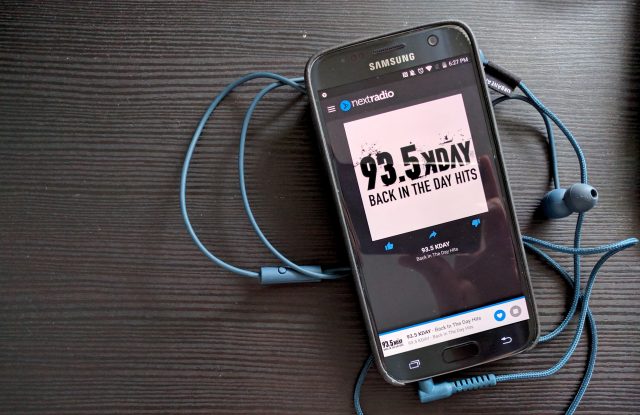 SAMSUNG
6:27 PM
nextradio
93.5 KDAY
BACK IN THE DAY HITS
93.5 KDAY
Back In The Day Hits
93.5 KDAY
93.5 KDAY - Back In The Day Hits
93.5 KDAY - Back In The Day Hits
URBANEARS